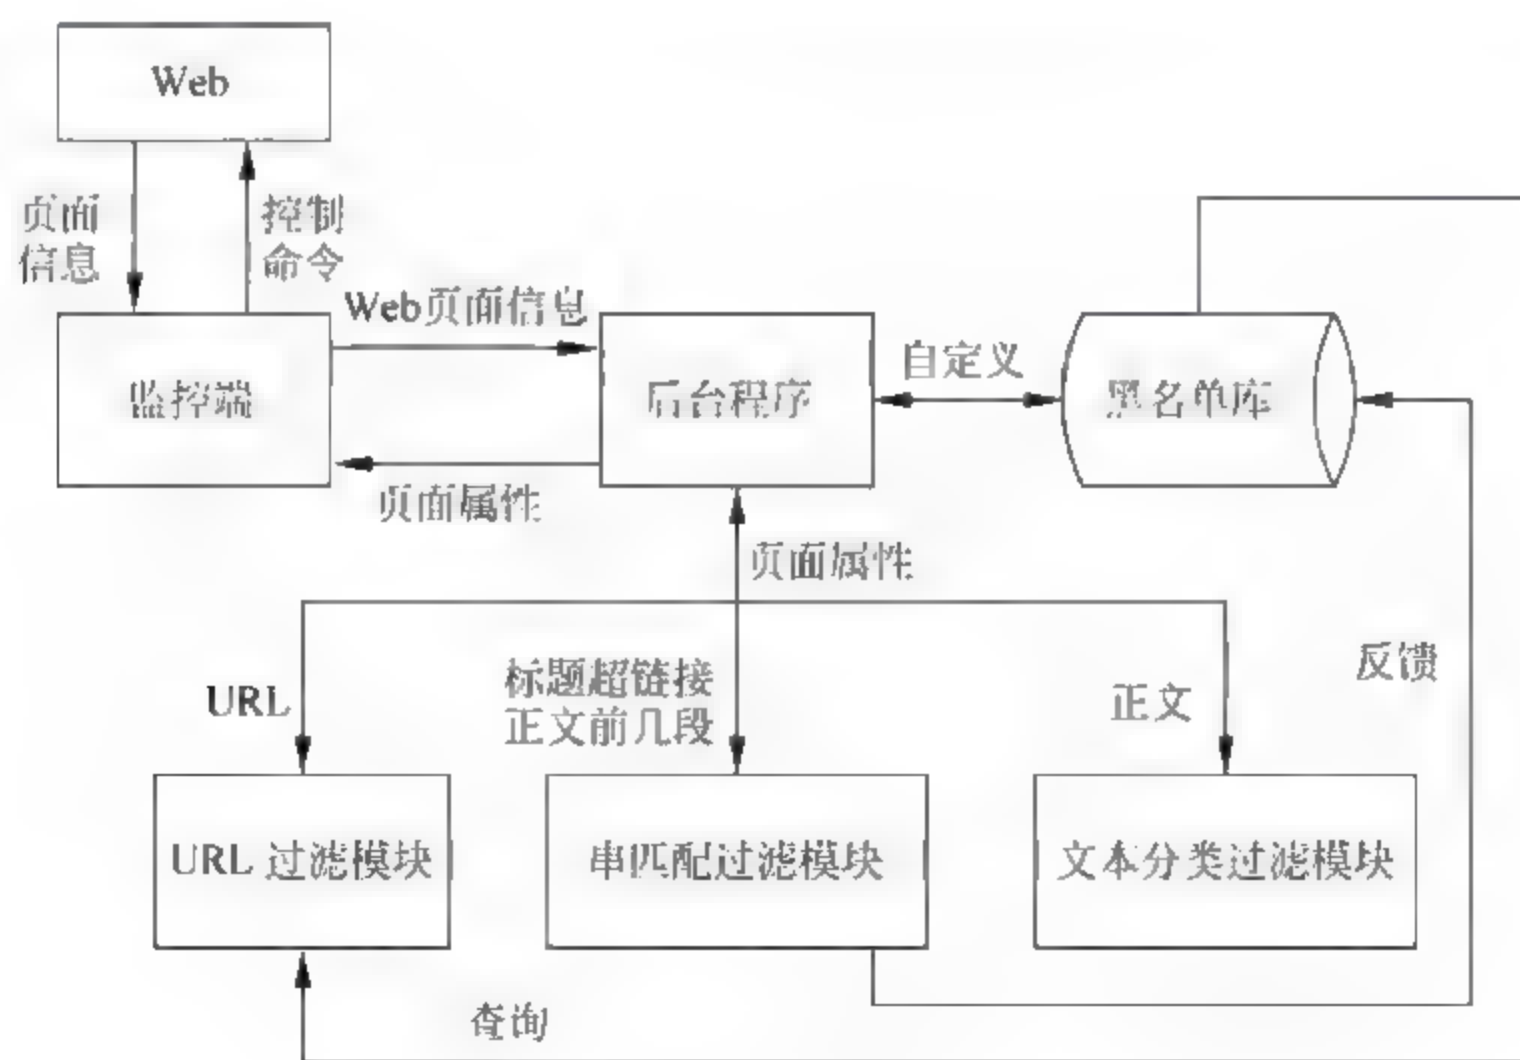 Web
页面
信息
控制
命令
Web页面信息
监控端
后台程序
自定义
黑名单库
页面属性
页面属性
URL
标题超链接
正文前几段
正文
反馈
URL 过滤模块
串匹配过滤模块
文本分类过滤模块
查询